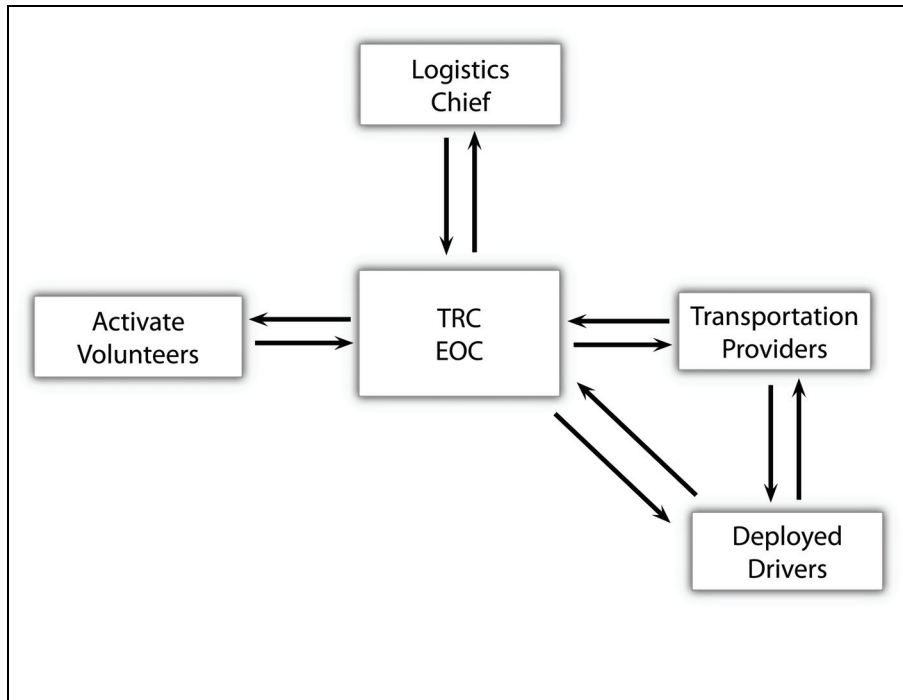 Logistics
Chief
Activate
Volunteers
TRC
EOC
Transportation
Providers
Deployed
Drivers